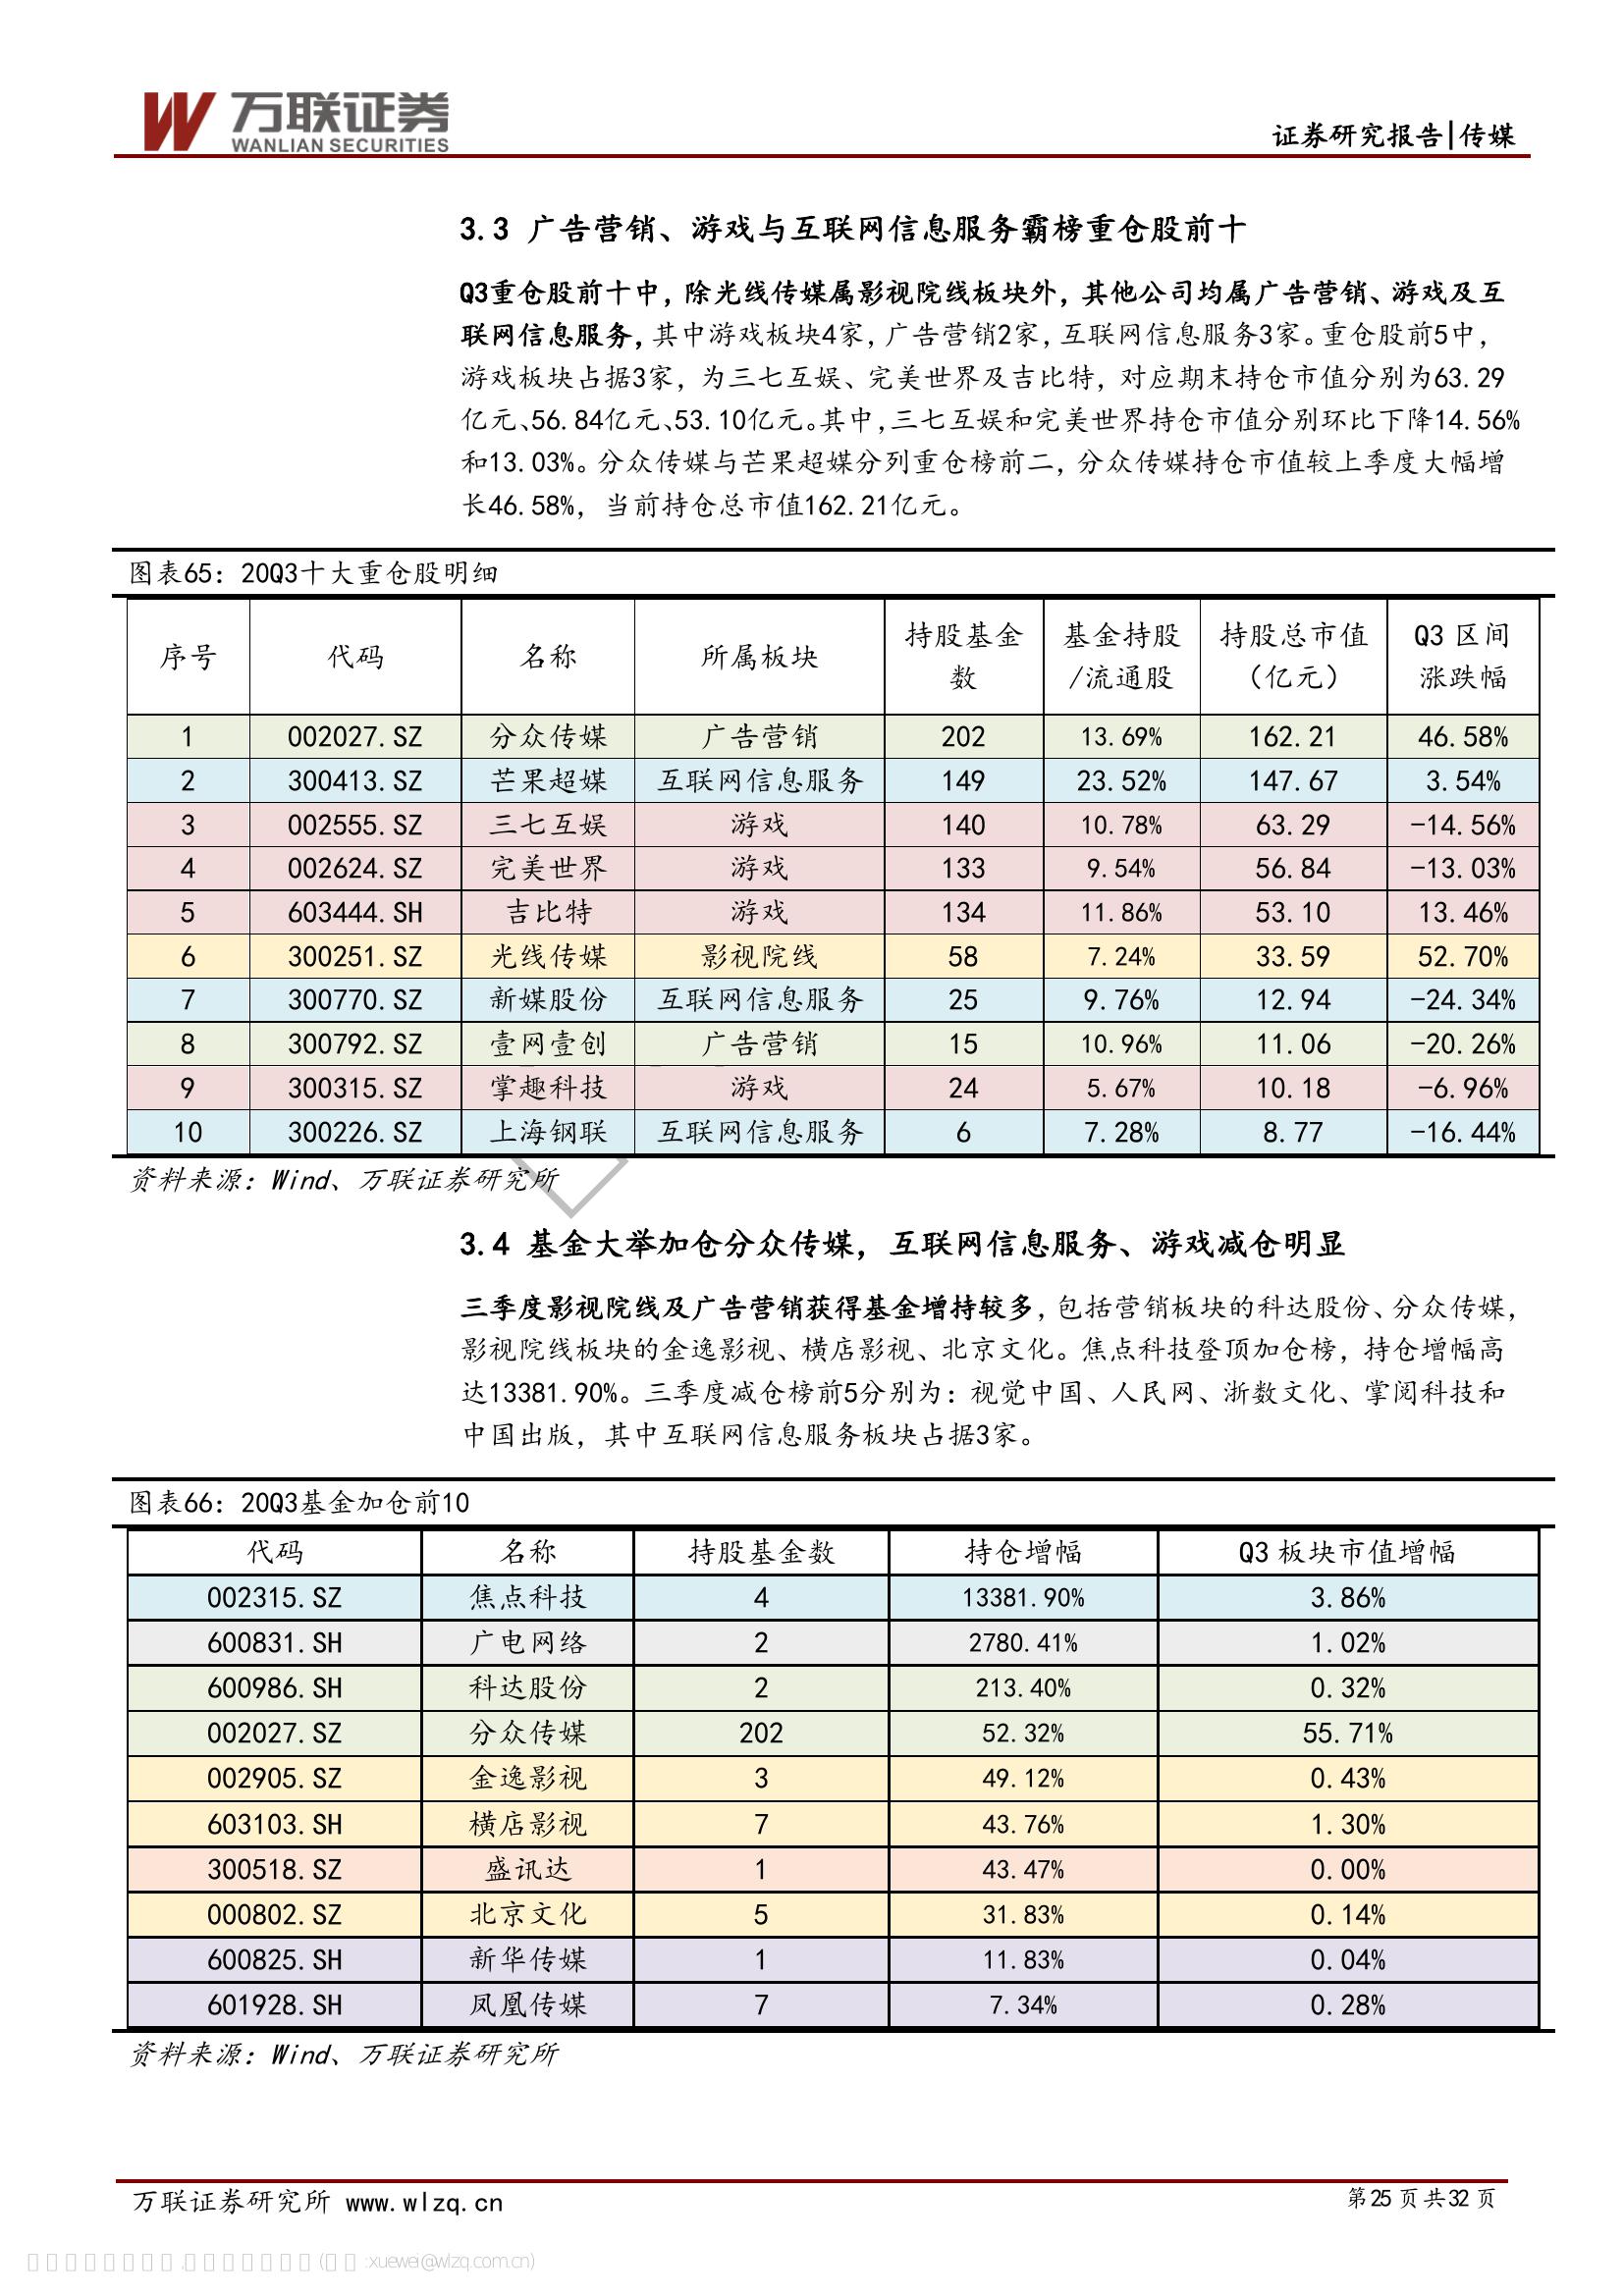 万联证券
WANLIAN SECURITIES
证券研究报告|传媒
3.3 广告营销、游戏与互联网信息服务霸榜重仓股前十
Q3重仓股前十中，除光线传媒属影视院线板块外，其他公司均属广告营销、游戏及互
联网信息服务，其中游戏板块4家，广告营销2家，互联网信息服务3家。重仓股前5中，
游戏板块占据3家，为三七互娱、完美世界及吉比特，对应期末持仓市值分别为63.29
亿元、56.84亿元、53.10亿元。其中，三七互娱和完美世界持仓市值分别环比下降14.56%
和13.03%。分众传媒与芒果超媒分列重仓榜前二，分众传媒持仓市值较上季度大幅增
长46.58%，当前持仓总市值162.21亿元。
图表65：20Q3十大重仓股明细
序号 代码 名称 所属板块 持股基金数 基金持股/流通股 持股总市值（亿元） Q3 区间涨跌幅
1 002027.SZ 分众传媒 广告营销 202 13.69% 162.21 46.58%
2 300413.SZ 芒果超媒 互联网信息服务 149 23.52% 147.67 3.54%
3 002555.SZ 三七互娱 游戏 140 10.78% 63.29 -14.56%
4 002624.SZ 完美世界 游戏 133 9.54% 56.84 -13.03%
5 603444.SH 吉比特 游戏 134 11.86% 53.10 13.46%
6 300251.SZ 光线传媒 影视院线 58 7.24% 33.59 52.70%
7 300770.SZ 新媒股份 互联网信息服务 25 9.76% 12.94 -24.34%
8 300792.SZ 壹网壹创 广告营销 15 10.96% 11.06 -20.26%
9 300315.SZ 掌趣科技 游戏 24 5.67% 10.18 -6.96%
10 300226.SZ 上海钢联 互联网信息服务 6 7.28% 8.77 -16.44%
资料来源：Wind、万联证券研究所
3.4 基金大举加仓分众传媒，互联网信息服务、游戏减仓明显
三季度影视院线及广告营销获得基金增持较多，包括营销板块的科达股份、分众传媒，
影视院线板块的金逸影视、横店影视、北京文化。焦点科技登顶加仓榜，持仓增幅高
达13381.90%。三季度减仓榜前5分别为：视觉中国、人民网、浙数文化、掌阅科技和
中国出版，其中互联网信息服务板块占据3家。
图表66：20Q3基金加仓前10
代码 名称 持股基金数 持仓增幅 Q3 板块市值增幅
002315.SZ 焦点科技 4 13381.90% 3.86%
600831.SH 广电网络 2 2780.41% 1.02%
600986.SH 科达股份 2 213.40% 0.32%
002027.SZ 分众传媒 202 52.32% 55.71%
002905.SZ 金逸影视 3 49.12% 0.43%
603103.SH 横店影视 7 43.76% 1.30%
300518.SZ 盛讯达 1 43.47% 0.00%
000802.SZ 北京文化 5 31.83% 0.14%
600825.SH 新华传媒 1 11.83% 0.04%
601928.SH 凤凰传媒 7 7.34% 0.28%
资料来源：Wind、万联证券研究所
万联证券研究所 www.wlzq.cn
第 25 页 共 32 页
:xuewei@wlzq.com.cn)